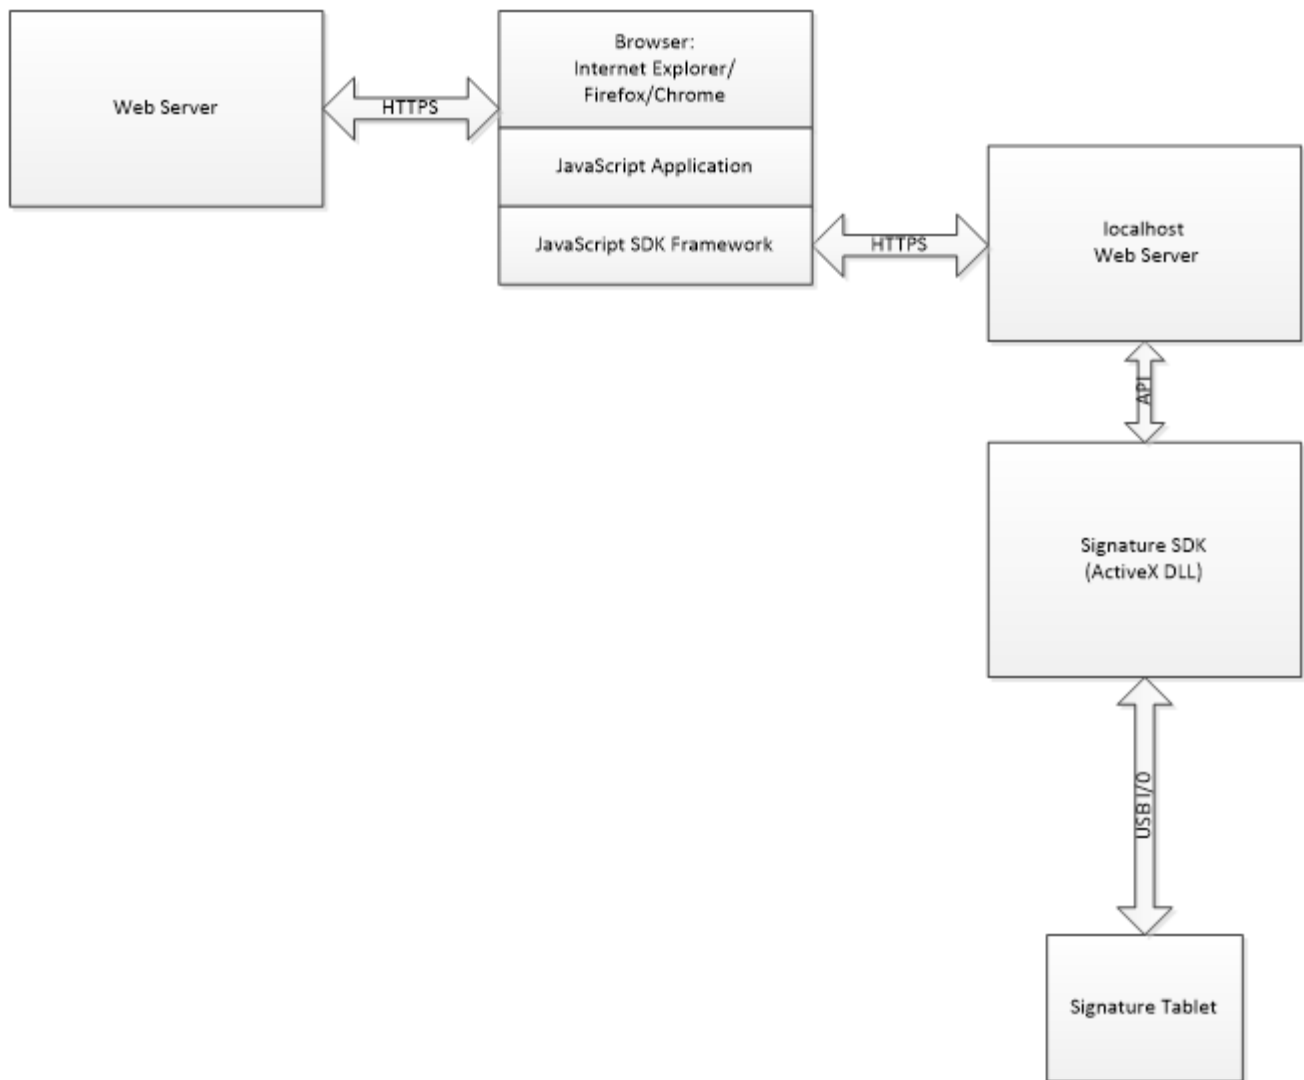 Web Server
HTTPS
Browser:
Internet Explorer/
Firefox/Chrome
JavaScript Application
JavaScript SDK Framework
HTTPS
localhost
Web Server
API
Signature SDK
(ActiveX DLL)
USB I/O
Signature Tablet